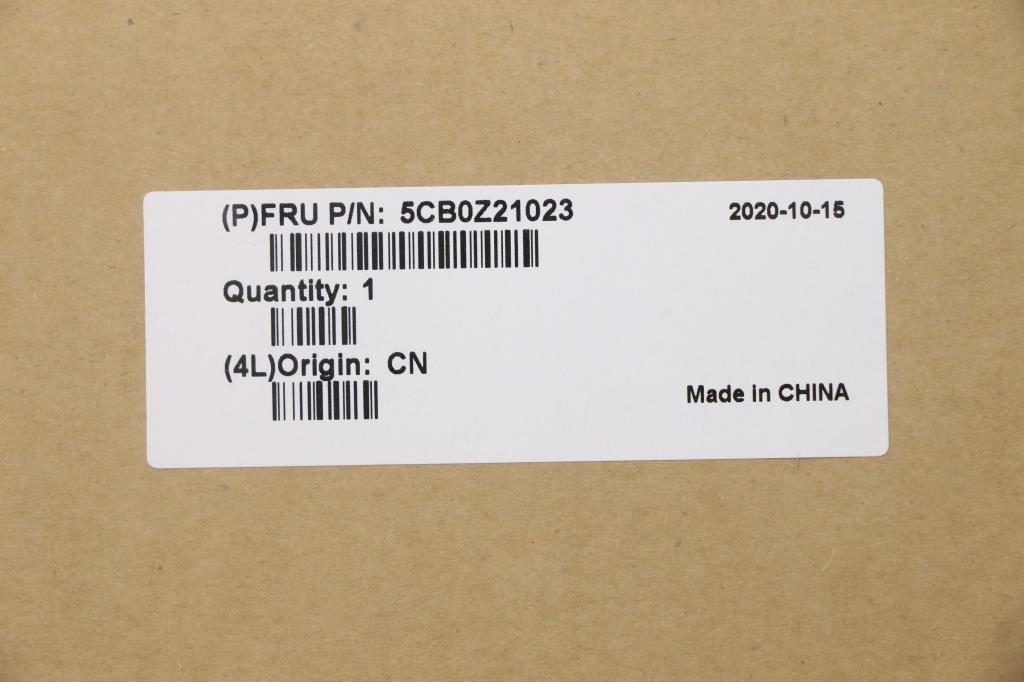 (P)FRU P/N: 5CB0Z21023
2020-10-15
Quantity: 1
(4L)Origin: CN
Made in CHINA